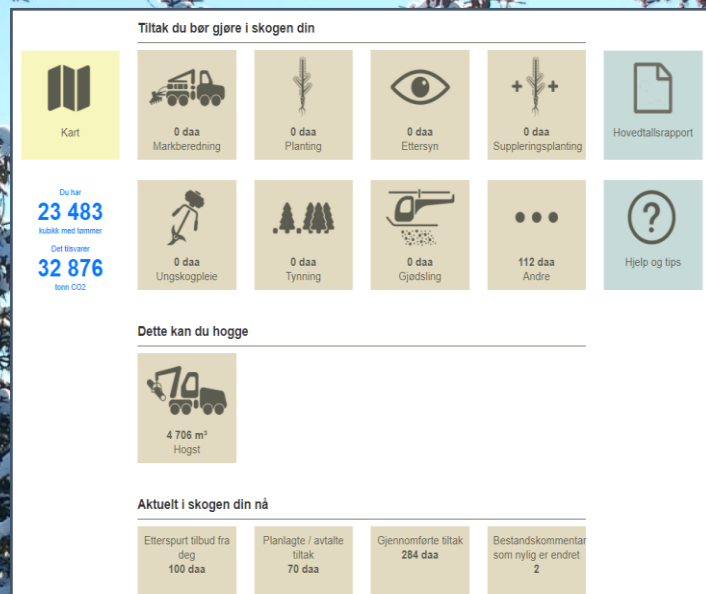 Tiltak du bør gjøre i skogen din
Kart
0 daa
Markberedning
0 daa
Planting
0 daa
Ettersyn
0 daa
Suppleringsplanting
Hovedtallsrapport
Du har
23 483
kubikk med tømmer
Det tilsvarer
32 876
tonn CO2
0 daa
Ungskogpleie
0 daa
Tynning
0 daa
Gjødsling
112 daa
Andre
Hjelp og tips
Dette kan du hogge
4 706 m³
Hogst
Aktuelt i skogen din nå
Etterspurt tilbud fra
deg
100 daa
Planlagte / avtalte
tiltak
70 daa
Gjennomførte tiltak
284 daa
Bestandskommentar
som nylig er endret
2